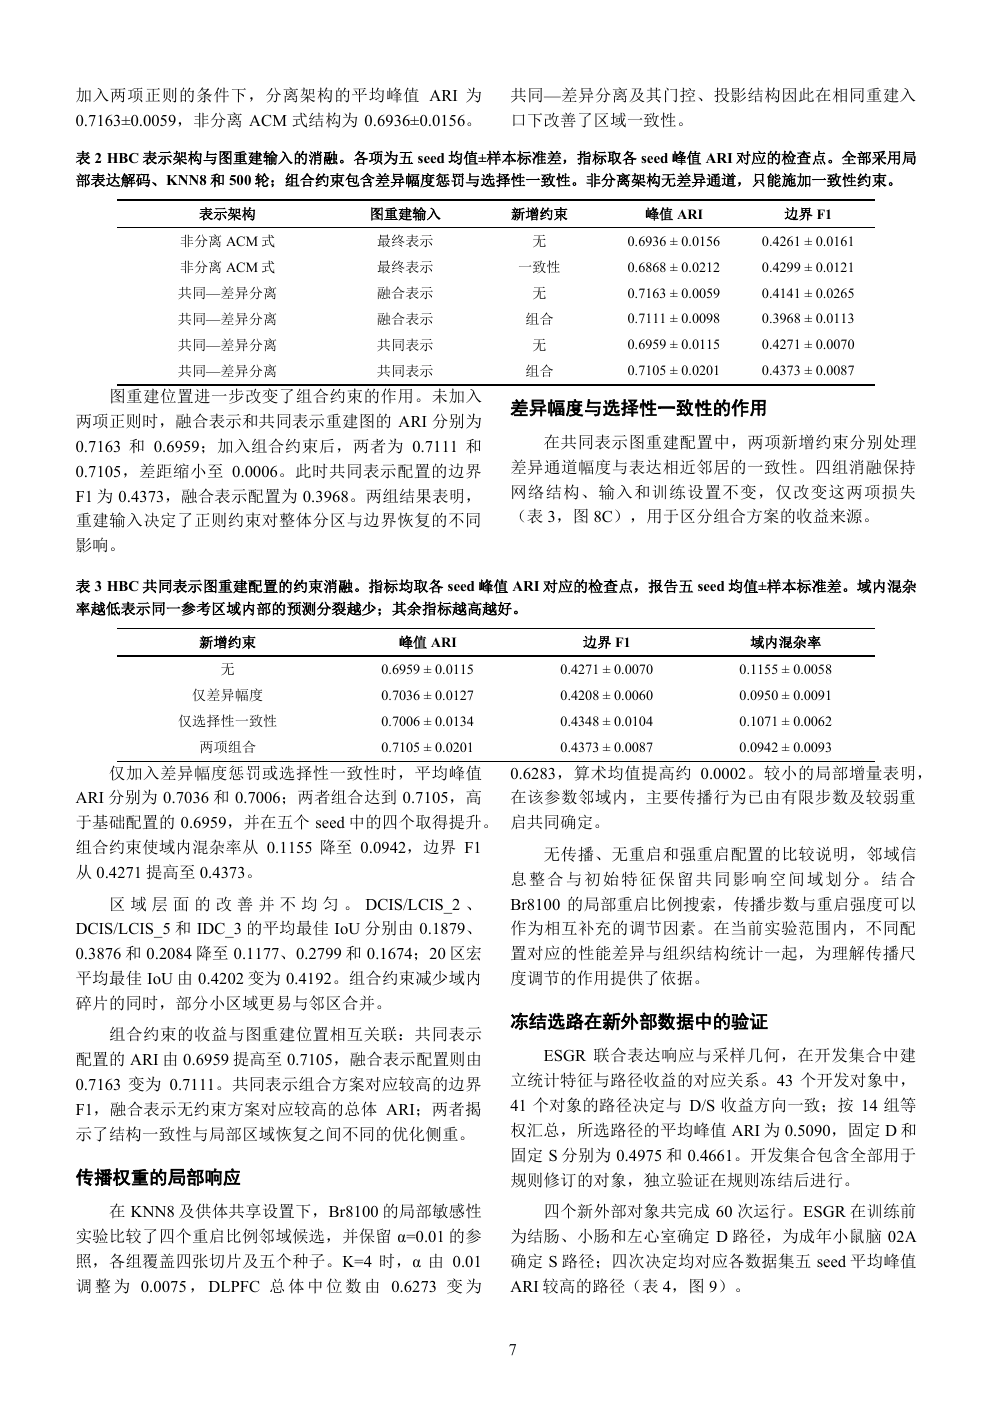 加入两项正则的条件下，分离架构的平均峰值 ARI 为
0.7163±0.0059，非分离 ACM 式结构为 0.6936±0.0156。
共同—差异分离及其门控、投影结构因此在相同重建入
口下改善了区域一致性。
表 2 HBC 表示架构与图重建输入的消融。各项为五 seed 均值±样本标准差，指标取各 seed 峰值 ARI 对应的检查点。全部采用局
部表达解码、KNN8 和 500 轮；组合约束包含差异幅度惩罚与选择性一致性。非分离架构无差异通道，只能施加一致性约束。
表示架构 图重建输入 新增约束 峰值 ARI 边界 F1
非分离 ACM 式 最终表示 无 0.6936 ± 0.0156 0.4261 ± 0.0161
非分离 ACM 式 最终表示 一致性 0.6868 ± 0.0212 0.4299 ± 0.0121
共同—差异分离 融合表示 无 0.7163 ± 0.0059 0.4141 ± 0.0265
共同—差异分离 融合表示 组合 0.7111 ± 0.0098 0.3968 ± 0.0113
共同—差异分离 共同表示 无 0.6959 ± 0.0115 0.4271 ± 0.0070
共同—差异分离 共同表示 组合 0.7105 ± 0.0201 0.4373 ± 0.0087
图重建位置进一步改变了组合约束的作用。未加入
两项正则时，融合表示和共同表示重建图的 ARI 分别为
0.7163 和 0.6959；加入组合约束后，两者为 0.7111 和
0.7105，差距缩小至 0.0006。此时共同表示配置的边界
F1 为 0.4373，融合表示配置为 0.3968。两组结果表明，
重建输入决定了正则约束对整体分区与边界恢复的不同
影响。
差异幅度与选择性一致性的作用
在共同表示图重建配置中，两项新增约束分别处理
差异通道幅度与表达相近邻居的一致性。四组消融保持
网络结构、输入和训练设置不变，仅改变这两项损失
（表 3，图 8C），用于区分组合方案的收益来源。
表 3 HBC 共同表示图重建配置的约束消融。指标均取各 seed 峰值 ARI 对应的检查点，报告五 seed 均值±样本标准差。域内混杂
率越低表示同一参考区域内部的预测分裂越少；其余指标越高越好。
新增约束 峰值 ARI 边界 F1 域内混杂率
无 0.6959 ± 0.0115 0.4271 ± 0.0070 0.1155 ± 0.0058
仅差异幅度 0.7036 ± 0.0127 0.4208 ± 0.0060 0.0950 ± 0.0091
仅选择性一致性 0.7006 ± 0.0134 0.4348 ± 0.0104 0.1071 ± 0.0062
两项组合 0.7105 ± 0.0201 0.4373 ± 0.0087 0.0942 ± 0.0093
仅加入差异幅度惩罚或选择性一致性时，平均峰值
ARI 分别为 0.7036 和 0.7006；两者组合达到 0.7105，高
于基础配置的 0.6959，并在五个 seed 中的四个取得提升。
组合约束使域内混杂率从 0.1155 降至 0.0942，边界 F1
从 0.4271 提高至 0.4373。
区域层面的改善并不均匀。DCIS/LCIS_2、
DCIS/LCIS_5 和 IDC_3 的平均最佳 IoU 分别由 0.1879、
0.3876 和 0.2084 降至 0.1177、0.2799 和 0.1674；20 区宏
平均最佳 IoU 由 0.4202 变为 0.4192。组合约束减少域内
碎片的同时，部分小区域更易与邻区合并。
组合约束的收益与图重建位置相互关联：共同表示
配置的 ARI 由 0.6959 提高至 0.7105，融合表示配置则由
0.7163 变为 0.7111。共同表示组合方案对应较高的边界
F1，融合表示无约束方案对应较高的总体 ARI；两者揭
示了结构一致性与局部区域恢复之间不同的优化侧重。
传播权重的局部响应
在 KNN8 及供体共享设置下，Br8100 的局部敏感性
实验比较了四个重启比例邻域候选，并保留 α=0.01 的参
照，各组覆盖四张切片及五个种子。K=4 时，α 由 0.01
调整为 0.0075，DLPFC 总体中位数由 0.6273 变为
0.6283，算术均值提高约 0.0002。较小的局部增量表明，
在该参数邻域内，主要传播行为已由有限步数及较弱重
启共同确定。
无传播、无重启和强重启配置的比较说明，邻域信
息整合与初始特征保留共同影响空间域划分。结合
Br8100 的局部重启比例搜索，传播步数与重启强度可以
作为相互补充的调节因素。在当前实验范围内，不同配
置对应的性能差异与组织结构统计一起，为理解传播尺
度调节的作用提供了依据。
冻结选路在新外部数据中的验证
ESGR 联合表达响应与采样几何，在开发集合中建
立统计特征与路径收益的对应关系。43 个开发对象中，
41 个对象的路径决定与 D/S 收益方向一致；按 14 组等
权汇总，所选路径的平均峰值 ARI 为 0.5090，固定 D 和
固定 S 分别为 0.4975 和 0.4661。开发集合包含全部用于
规则修订的对象，独立验证在规则冻结后进行。
四个新外部对象共完成 60 次运行。ESGR 在训练前
为结肠、小肠和左心室确定 D 路径，为成年小鼠脑 02A
确定 S 路径；四次决定均对应各数据集五 seed 平均峰值
ARI 较高的路径（表 4，图 9）。
7